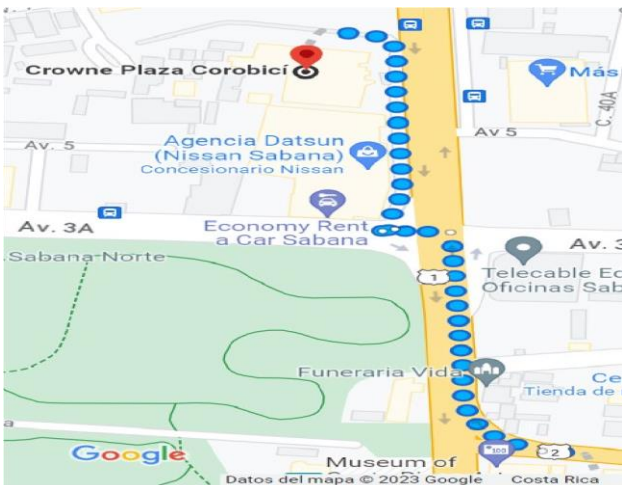 Crowne Plaza Corobicí
Más
C. 40A
Av. 5
Agencia Datsun
(Nissan Sabana)
Concesionario Nissan
Av 5
Av. 3A
Economy Rent
a Car Sabana
Av. 3
Sabana Norte
1
Telecable
Oficinas
Funeraria Vida
Tienda de
Google
2
Museum of
Datos del mapa © 2023 Google
Costa Rica